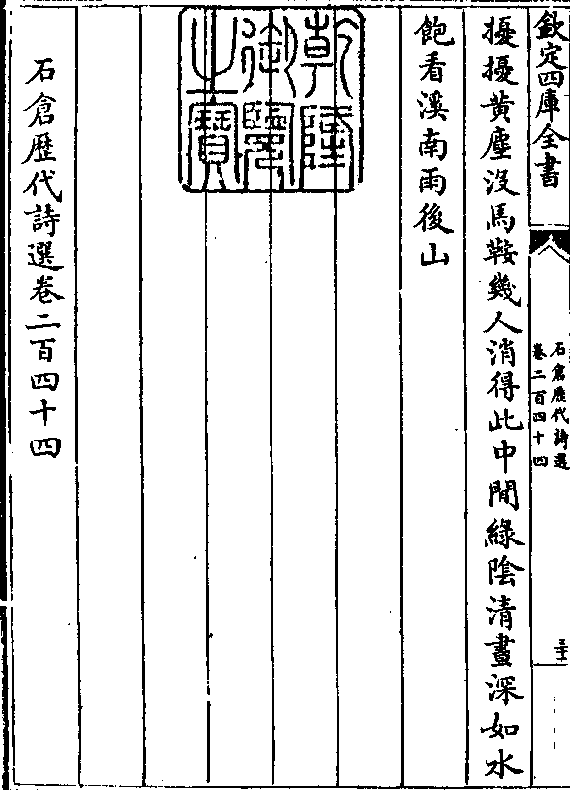 欽定四庫全書
石倉歷代詩選
卷二百四十四
擾擾黄塵没馬鞍幾人消得此中間綠陰清晝深如水
飽看溪南雨後山
乾隆
御覽
之寶
石倉歷代詩選卷二百四十四